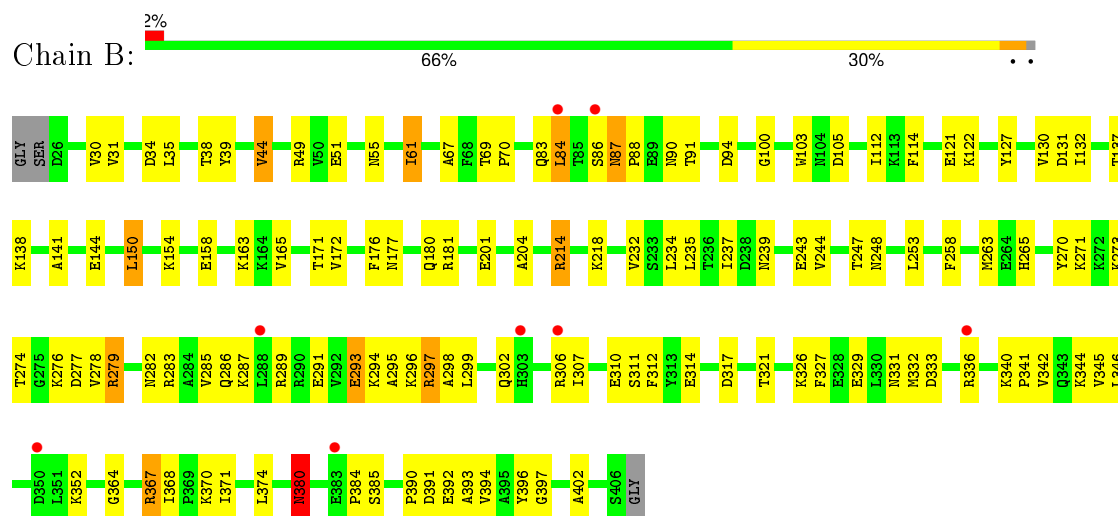 2%
Chain B:
66% 30% • •
GLY SER D26 V30 V31 D34 L35 T38 Y39 V44 R49 V50 E51 N55 I61 A67 F68 T69 P70 Q83 L84 T85 S86 N87 P88 E89 N90 T91 D94 G100 W103 N104 D105 I112 K113 F114 E121 K122 Y127 V130 D131 I132 T137
K138 A141 E144 L150 K154 E158 K163 K164 V165 T171 V172 F176 N177 Q180 R181 E201 A204 R214 K218 V232 S233 L234 L235 T236 I237 D238 N239 E243 V244 T247 N248 L253 F258 M263 E264 H265 Y270 K271 K272 K273
T274 G275 K276 D277 V278 R279 N282 R283 A284 V285 Q286 K287 L288 R289 R290 E291 V292 E293 K294 A295 K296 R297 A298 L299 Q302 H303 R306 I307 E310 S311 F312 Y313 E314 D317 T321 K326 F327 E328 E329 L330 N331 M332 D333 R336 K340 P341 V342 Q343 K344 V345 L346
D350 L351 K352 G364 R367 I368 P369 K370 I371 L374 N380 E383 P384 S385 P390 D391 E392 A393 V394 A395 Y396 G397 A402 S406 GLY